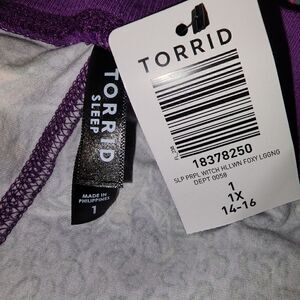 TORRID
18378250
SLP PRPL WITCH HLLWN FOXY LGGNG
DEPT 0058
1
1X
14-16
TORRID
SLEEP
MADE IN
PHILIPPINES
1